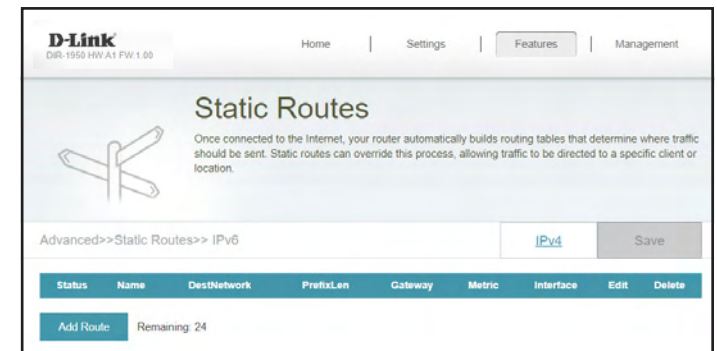 D-Link
DIR-1950 HW:A1 FW:1.00
Home | Settings | Features | Management
Static Routes
Once connected to the Internet, your router automatically builds routing tables that determine where traffic
should be sent. Static routes can override this process, allowing traffic to be directed to a specific client or
location.
Advanced>>Static Routes>> IPv6
IPv4
Save
Status Name DestNetwork PrefixLen Gateway Metric Interface Edit Delete
Add Route Remaining: 24